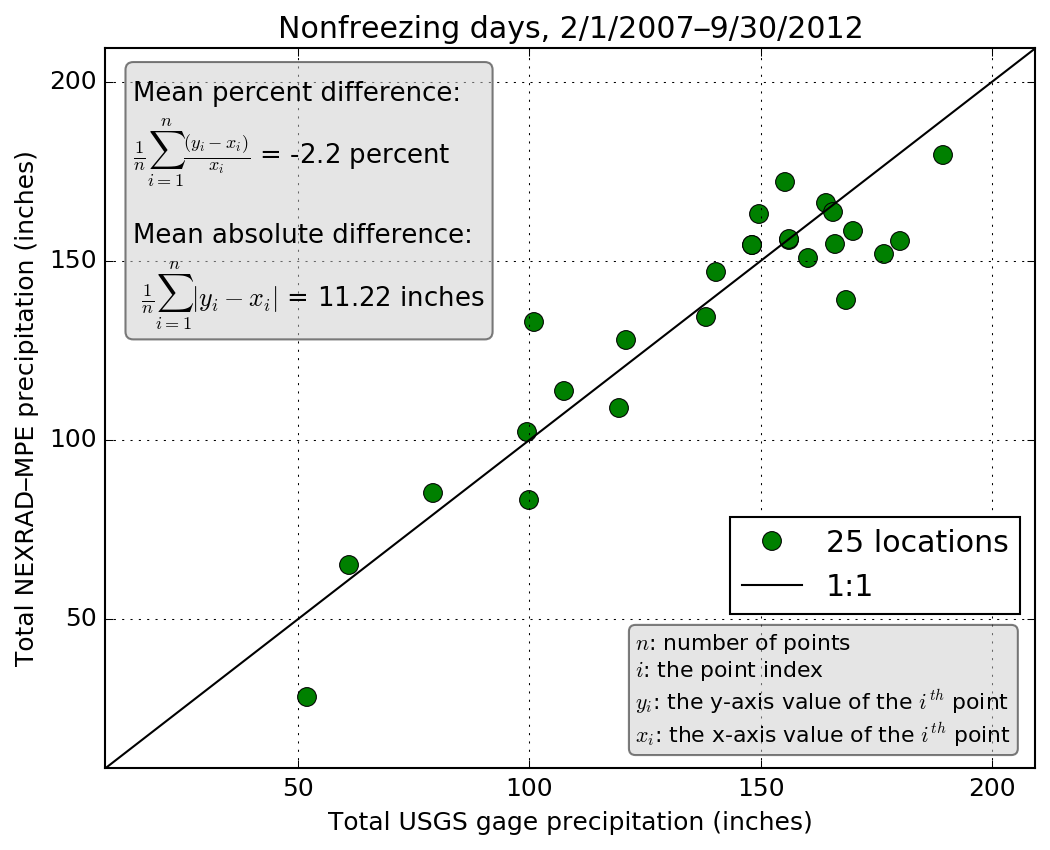 Nonfreezing days, 2/1/2007–9/30/2012
Total NEXRAD–MPE precipitation (inches)
200
150
100
50
Mean percent difference:
$\frac{1}{n}\sum_{i=1}^{n}\frac{(y_i-x_i)}{x_i}$ = -2.2 percent
Mean absolute difference:
$\frac{1}{n}\sum_{i=1}^{n}|y_i-x_i|$ = 11.22 inches
25 locations
1:1
n: number of points
i: the point index
$y_i$: the y-axis value of the $i^{th}$ point
$x_i$: the x-axis value of the $i^{th}$ point
50 100 150 200
Total USGS gage precipitation (inches)